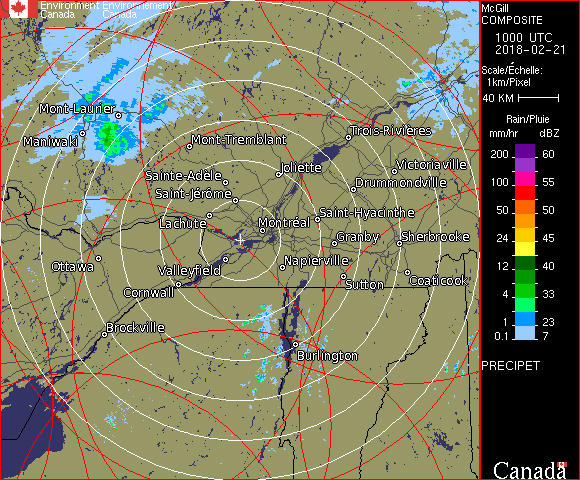 Environment Environnement
Canada Canada
McGill
COMPOSITE
1000 UTC
2018-02-21
Scale/Échelle:
1km/Pixel
40 KM
Rain/Pluie
mm/hr dBZ
200 60
100 55
50 50
24 45
12 40
4 33
1 23
0.1 7
PRECIPET
Canada
Mont-Laurier
Maniwaki
Mont-Tremblant
Trois-Rivières
Sainte-Adèle
Joliette
Victoriaville
Saint-Jérôme
Drummondville
Lachute
Montréal
Saint-Hyacinthe
Granby
Sherbrooke
Ottawa
Valleyfield
Napierville
Cornwall
Sutton
Coaticook
Brockville
Burlington